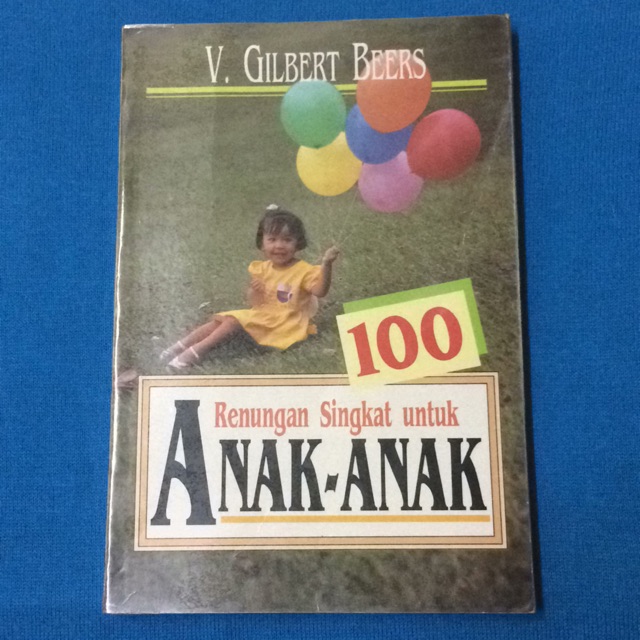 V. GILBERT BEERS
100
Renungan Singkat untuk
ANAK-ANAK